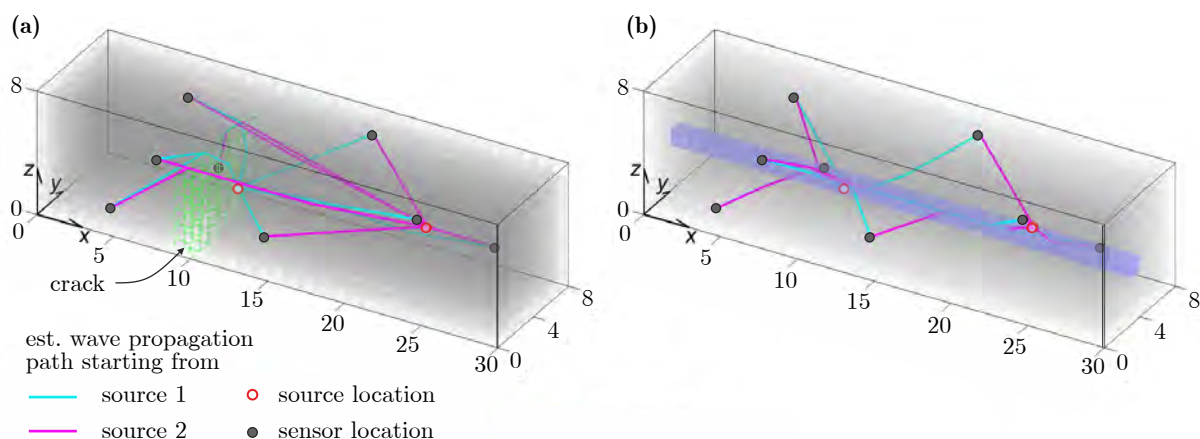 (a)
8
z
y
0
x
0
5
10
15
20
25
30
0
4
8
crack
est. wave propagation
path starting from
source 1
source location
source 2
sensor location
(b)
8
z
y
0
x
0
5
10
15
20
25
30
0
4
8